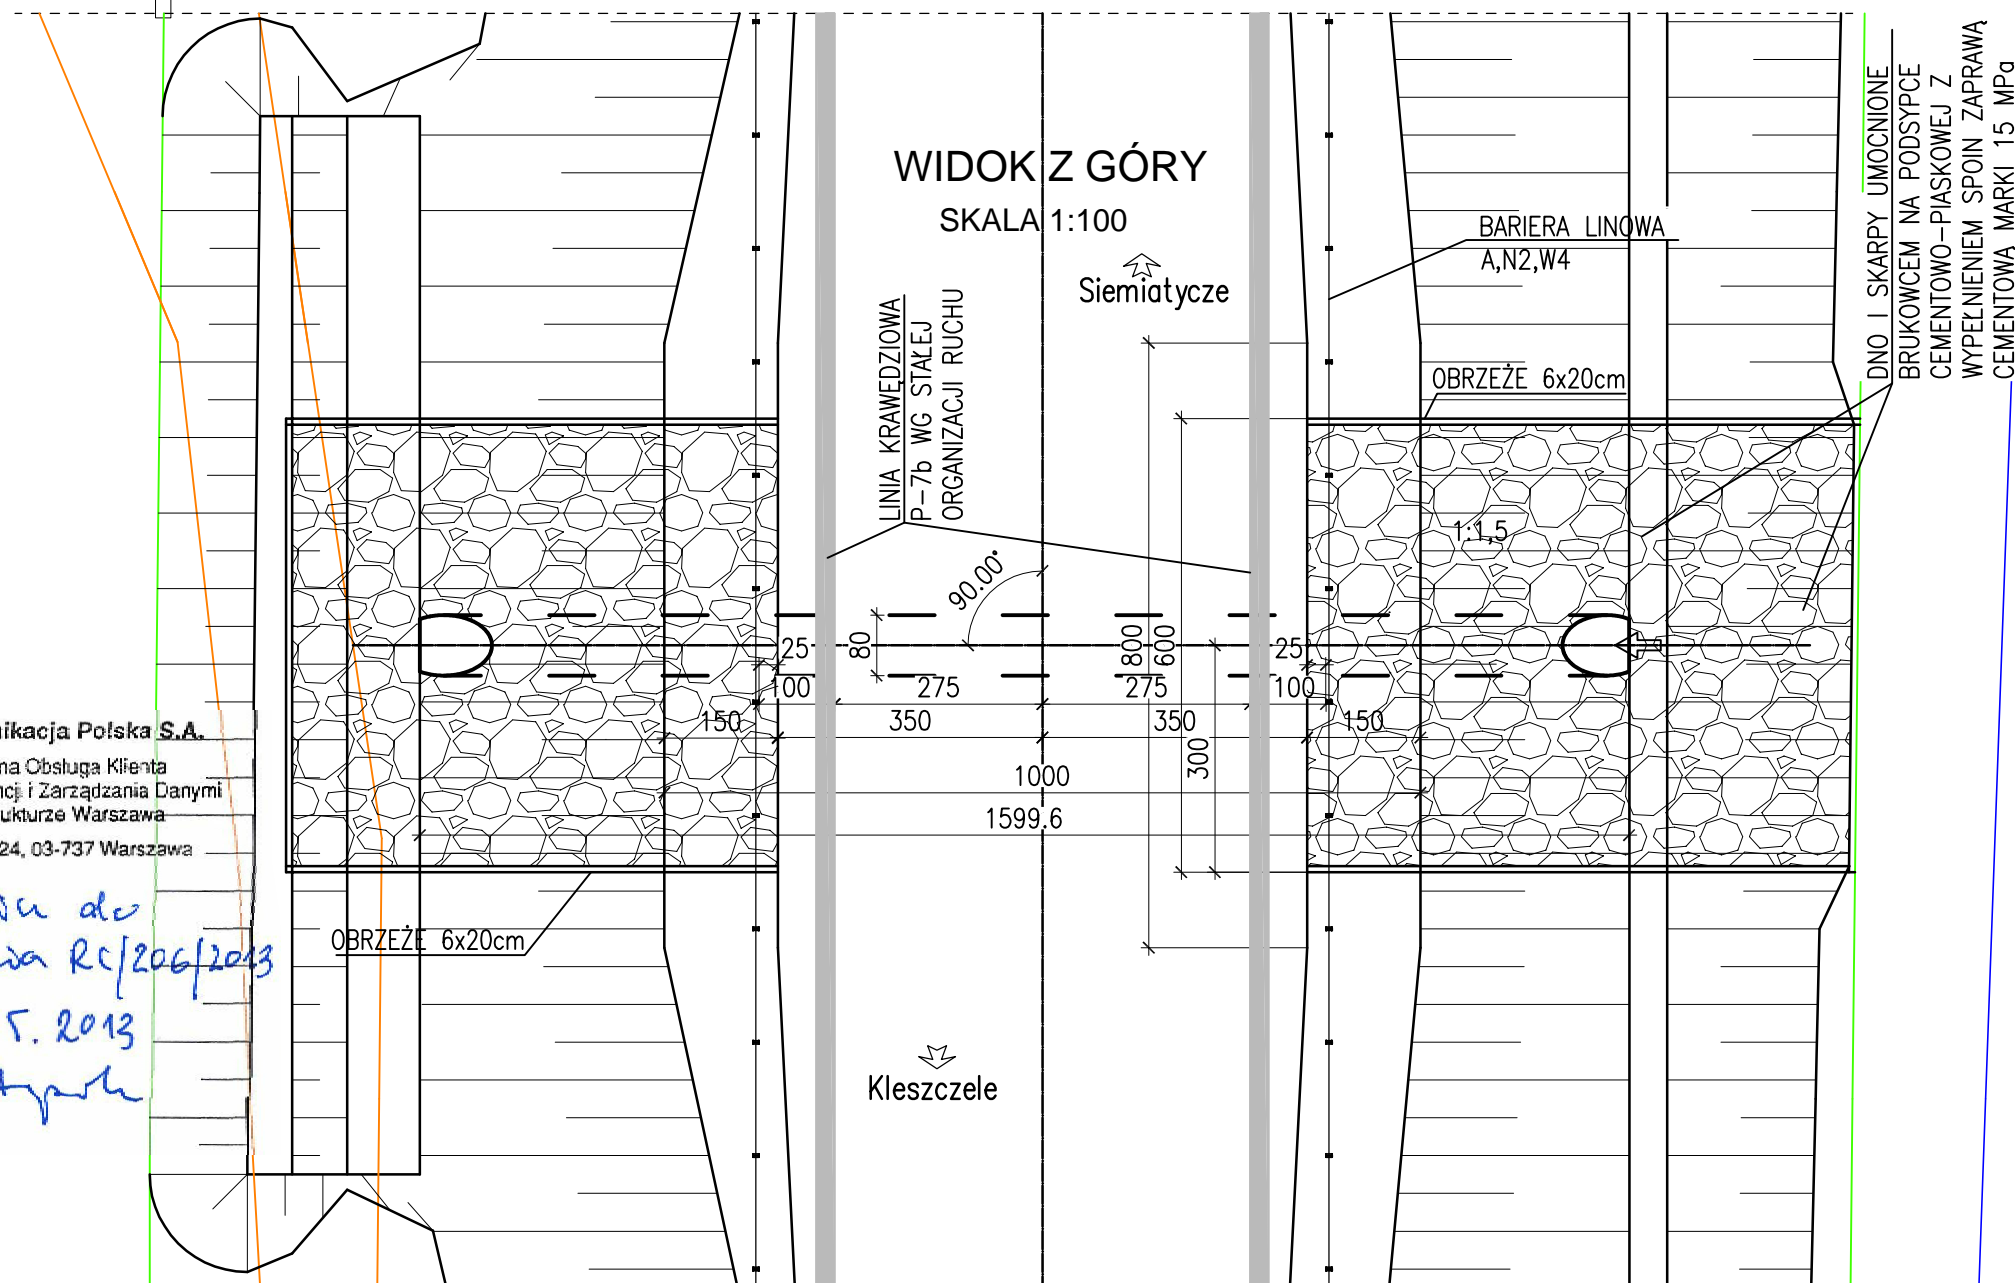 WIDOK Z GÓRY
SKALA 1:100
Siemiatycze
BARIERA LINOWA
A,N2,W4
DNO I SKARPY UMOCNIONE
BRUKOWCEM NA PODSYPCE
CEMENTOWO-PIASKOWEJ Z
WYPEŁNIENIEM SPOIN ZAPRAWĄ
CEMENTOWĄ MARKI 15 MPa
LINIA KRAWĘDZIOWA
P-7b WG STAŁEJ
ORGANIZACJI RUCHU
OBRZEŻE 6x20cm
1:1,5
90.00°
25
80
800
600
25
100
275
275
100
150
350
350
150
300
1000
1599.6
ikacja Polska S.A.
na Obsługa Klienta
ncji i Zarządzania Danymi
ukturze Warszawa
24, 03-737 Warszawa
do
RC/206/2013
5. 2013
OBRZEŻE 6x20cm
Kleszczele